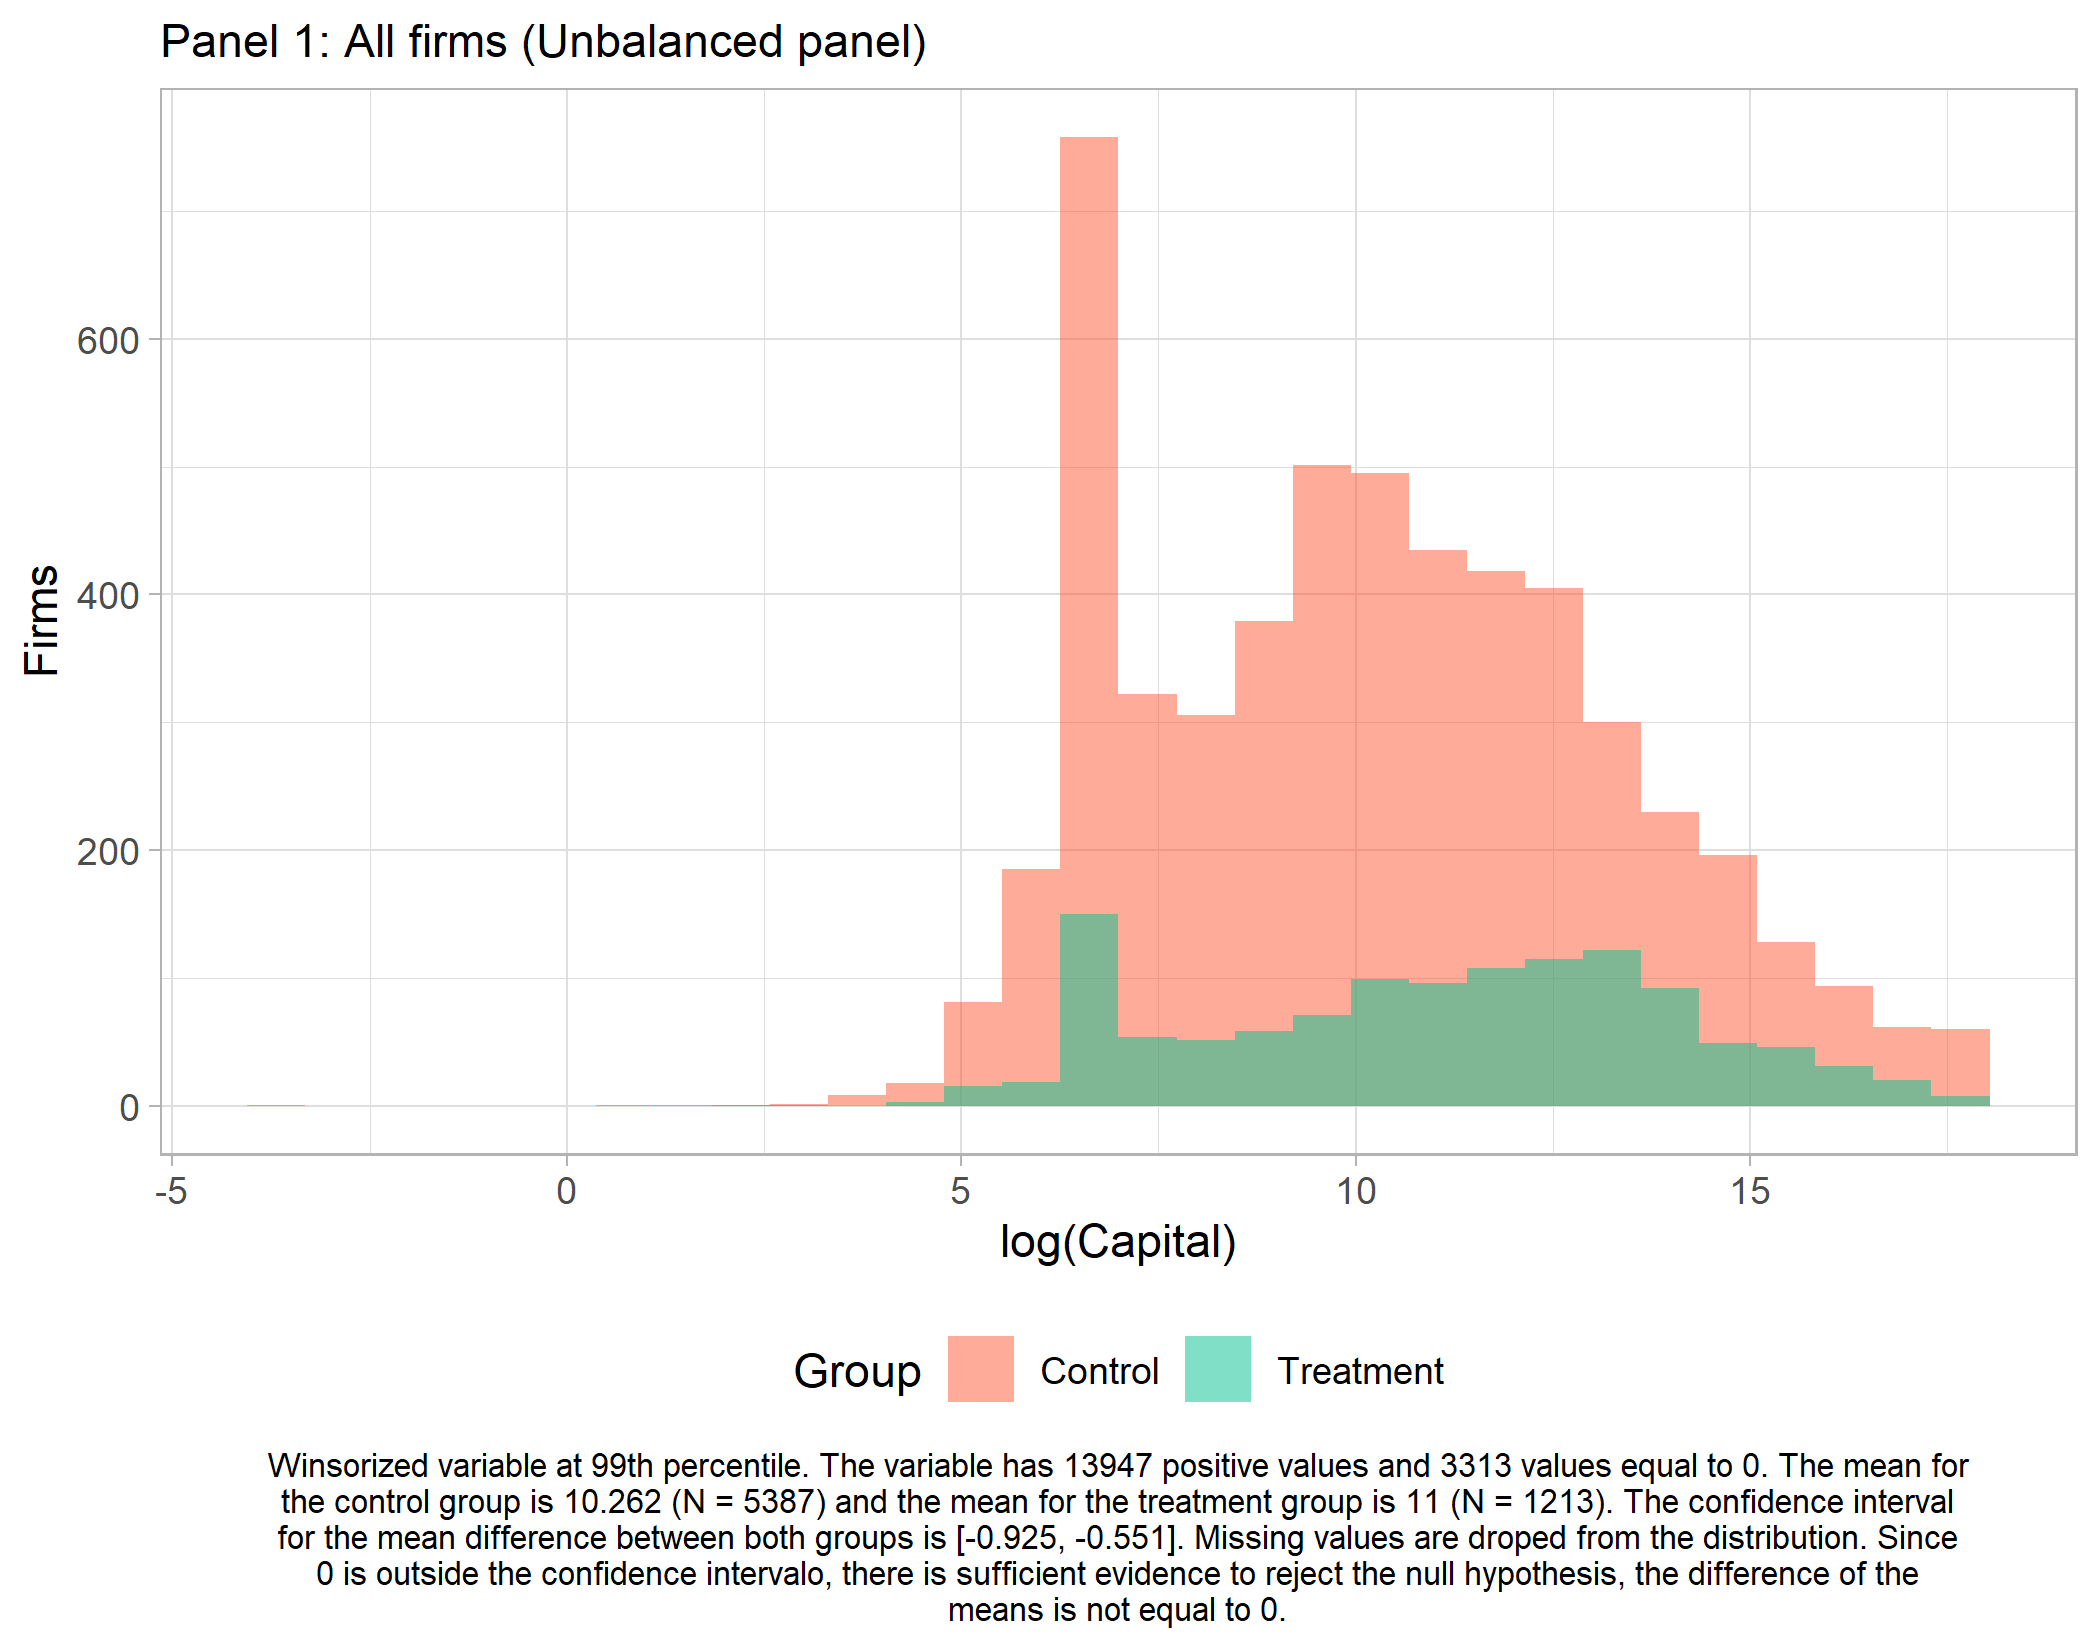 Panel 1: All firms (Unbalanced panel)
600
400
200
0
Firms
-5
0
5
10
15
log(Capital)
Group
Control
Treatment
Winsorized variable at 99th percentile. The variable has 13947 positive values and 3313 values equal to 0. The mean for
the control group is 10.262 (N = 5387) and the mean for the treatment group is 11 (N = 1213). The confidence interval
for the mean difference between both groups is [-0.925, -0.551]. Missing values are droped from the distribution. Since
0 is outside the confidence intervalo, there is sufficient evidence to reject the null hypothesis, the difference of the
means is not equal to 0.